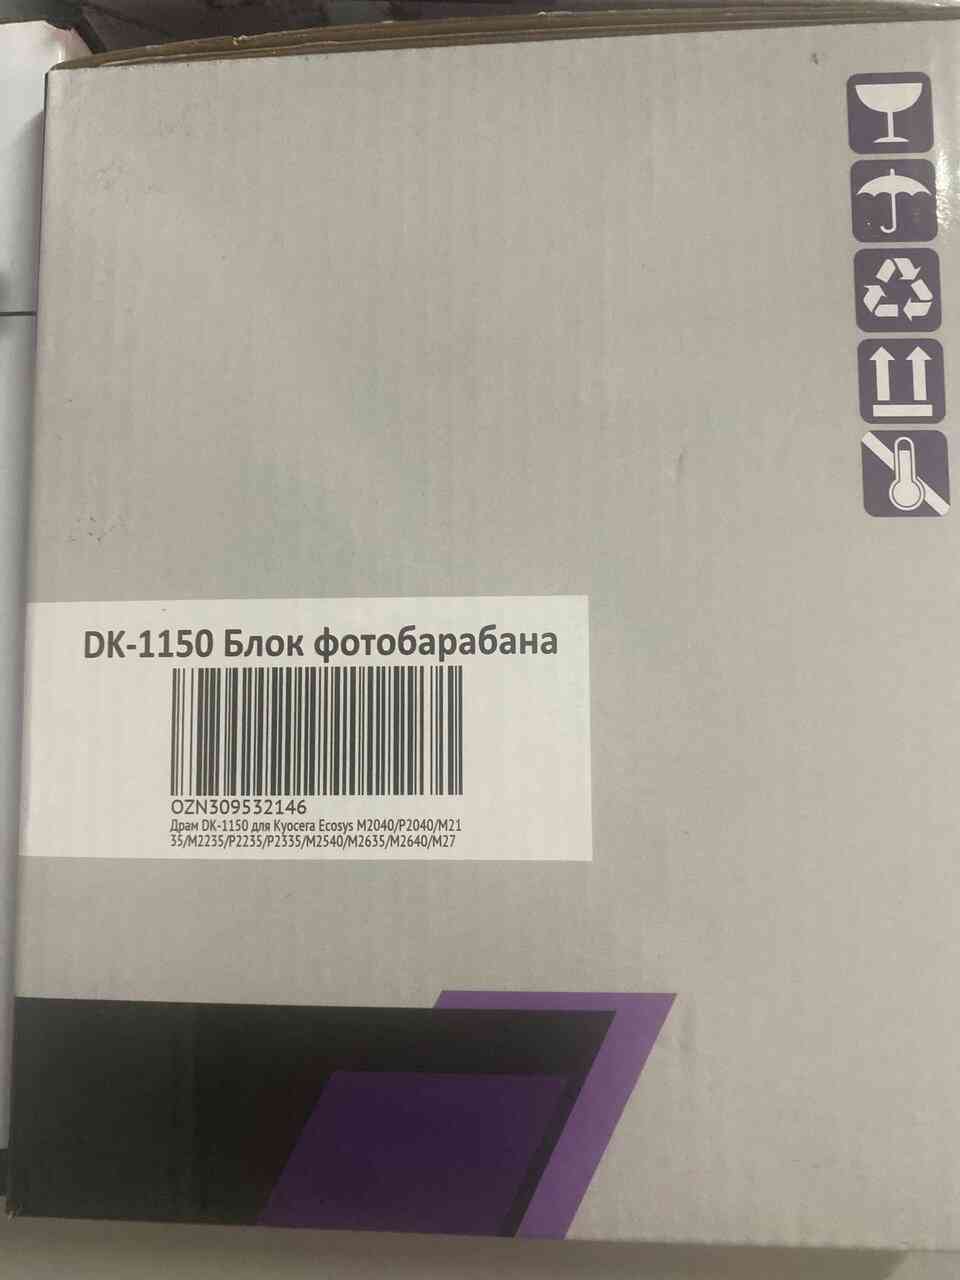 DK-1150 Блок фотобарабана
OZN309532146
Драм DK-1150 для Kyocera Ecosys M2040/P2040/M21
35/M2235/P2235/P2335/M2540/M2635/M2640/M27